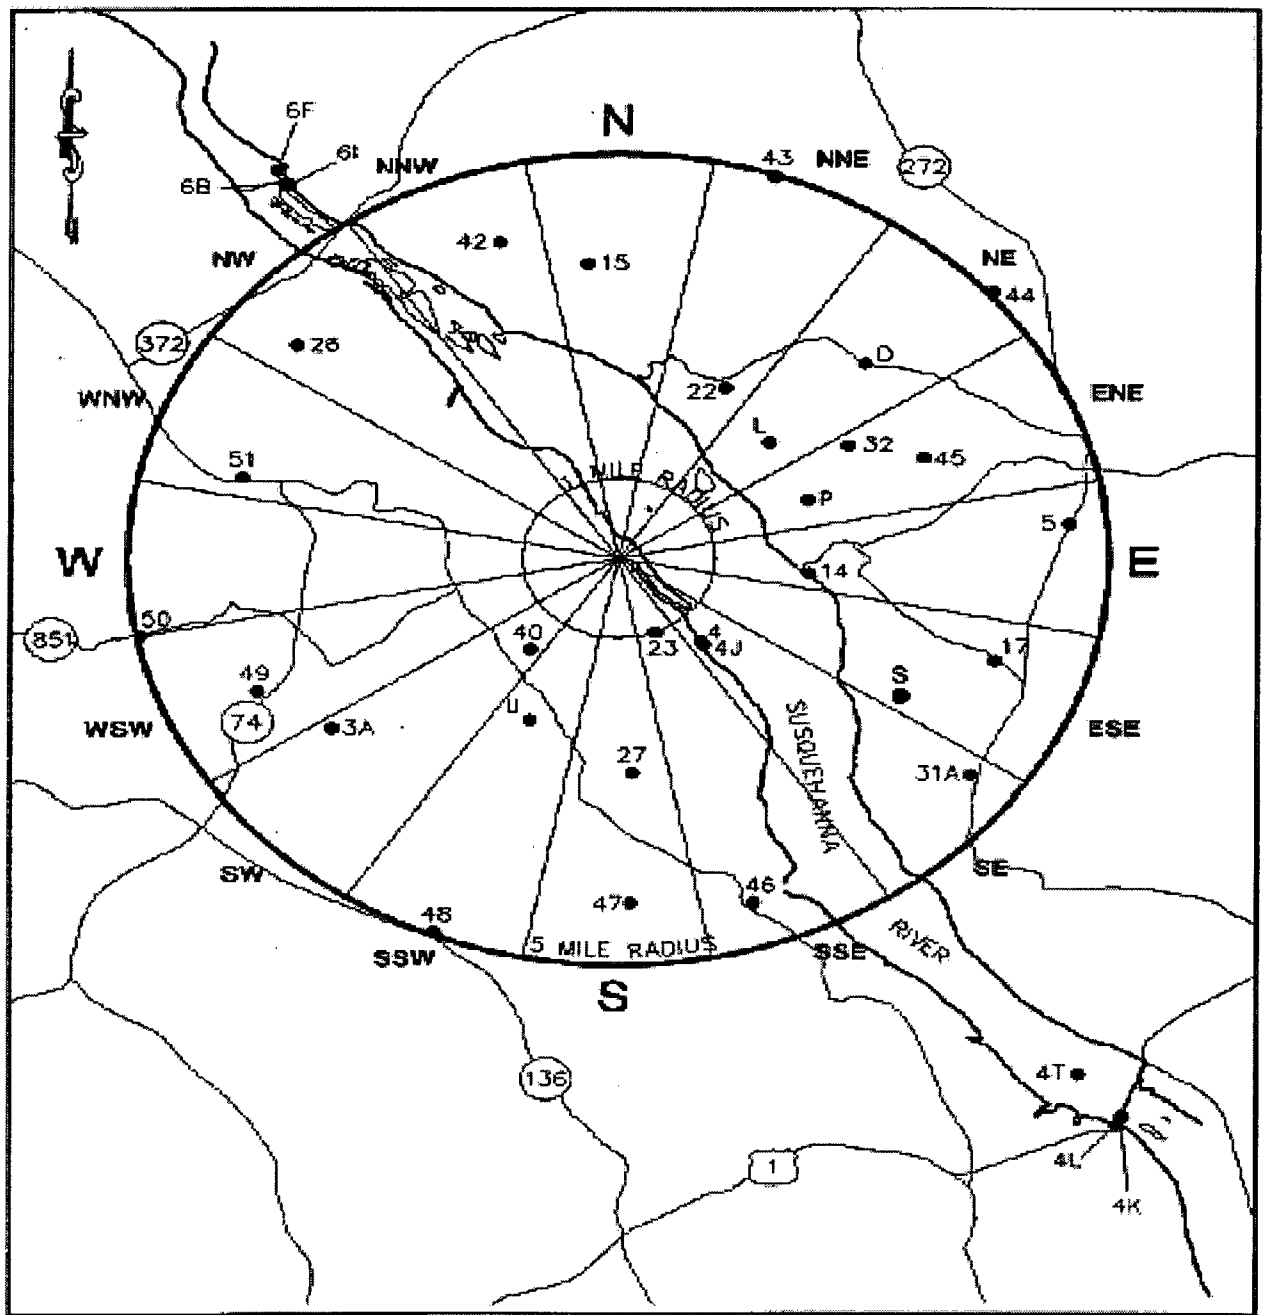 6F
N
6I
43
NNW
NNE
272
6B
42
NW
15
NE
44
372
26
D
WNW
22
ENE
L
32
45
51
1 MILE RADIUS
P
5
W
14
E
50
851
40
23
4
4J
17
49
S
74
U
3A
SUSQUEHANNA
WSW
ESE
27
31A
SW
46
SE
47
48
5 MILE RADIUS
SSW
SSE
RIVER
S
4T
136
1
4L
4K